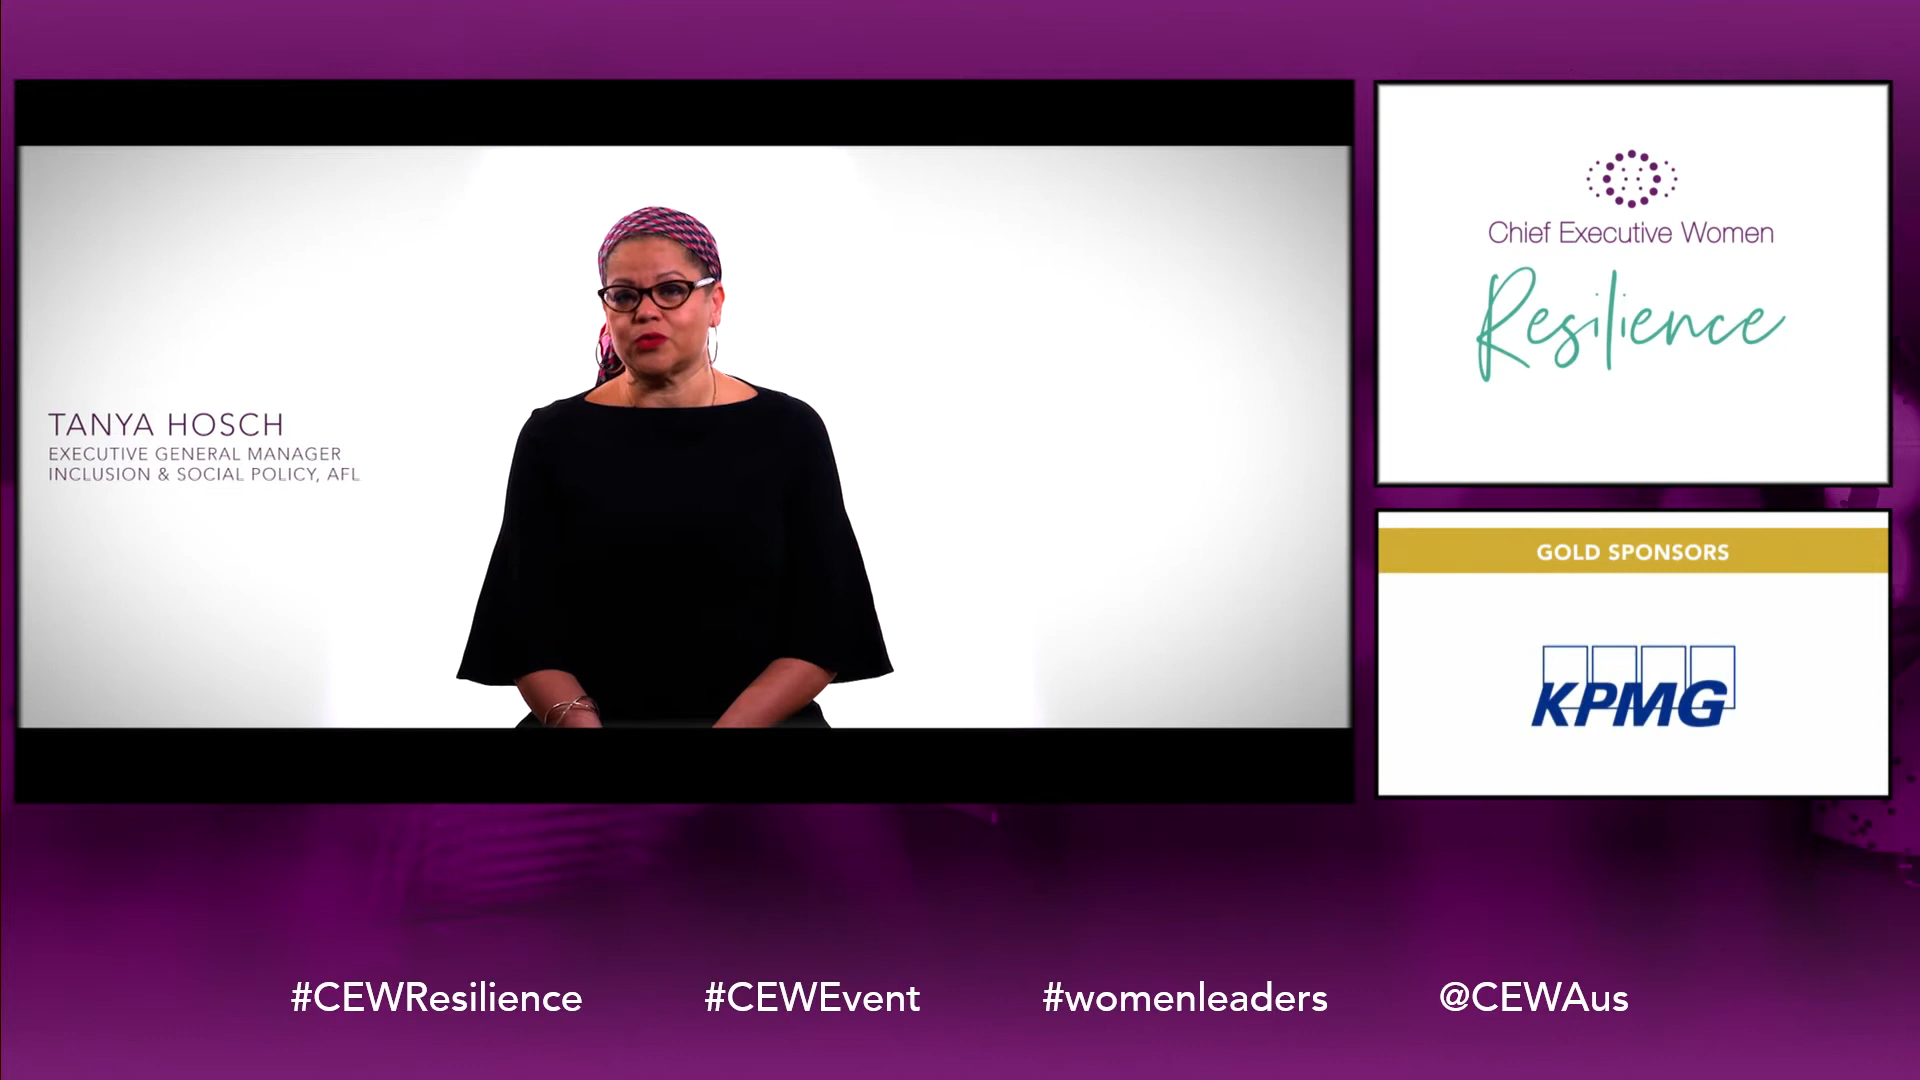 TANYA HOSCH
EXECUTIVE GENERAL MANAGER
INCLUSION & SOCIAL POLICY, AFL
Chief Executive Women
Resilience
GOLD SPONSORS
KPMG
#CEWResilience
#CEWEvent
#womenleaders
@CEWAus